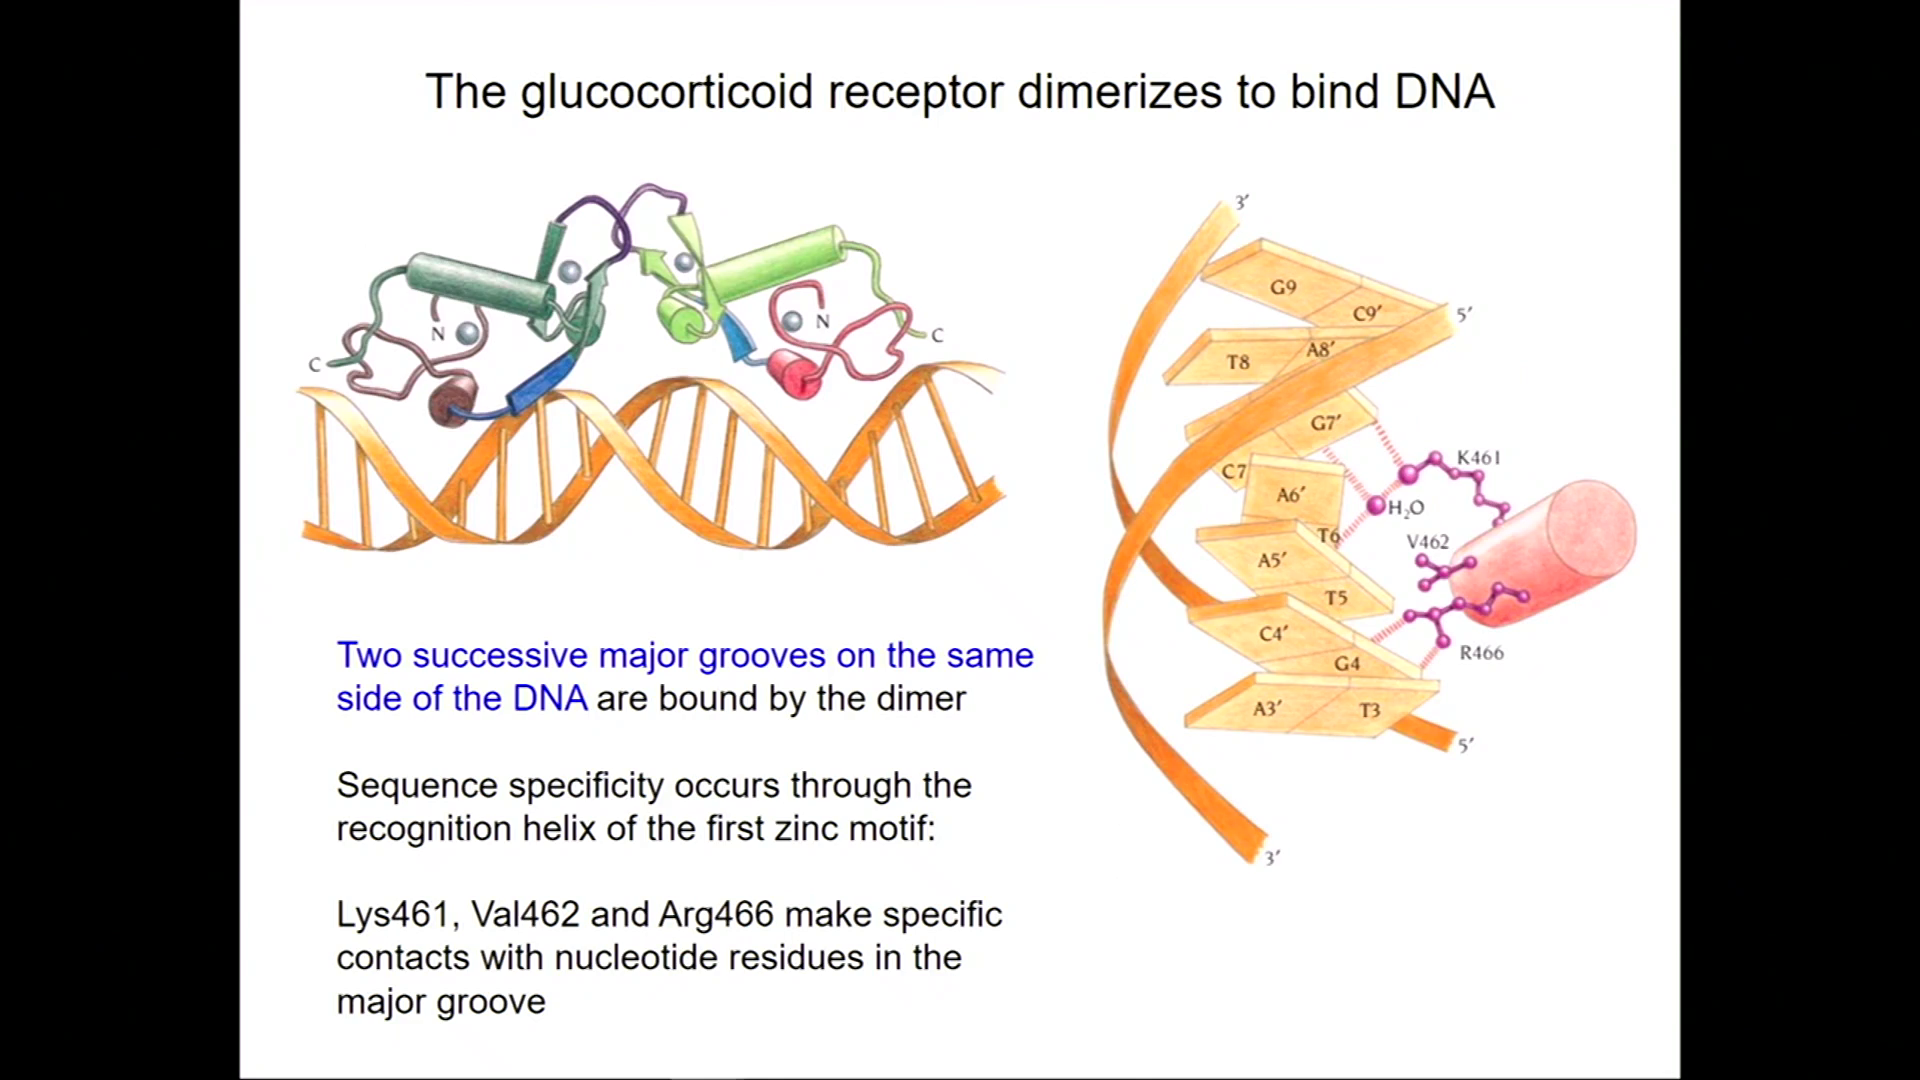 The glucocorticoid receptor dimerizes to bind DNA
N
C
N
C
3′
G9
C9′
5′
T8
A8′
G7′
C7
K461
A6′
H₂O
T6
V462
A5′
T5
C4′
G4
R466
A3′
T3
5′
3′
Two successive major grooves on the same
side of the DNA are bound by the dimer
Sequence specificity occurs through the
recognition helix of the first zinc motif:
Lys461, Val462 and Arg466 make specific
contacts with nucleotide residues in the
major groove